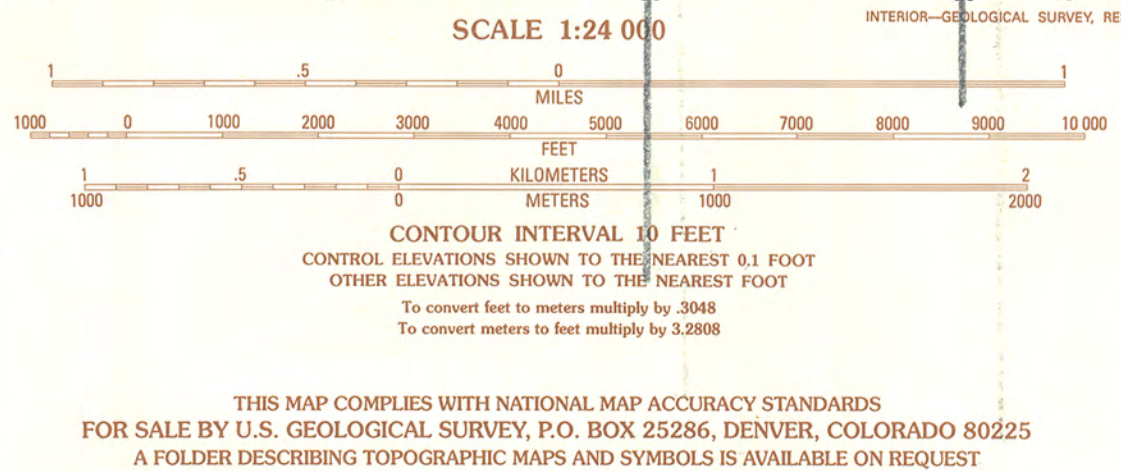 SCALE 1:24 000
INTERIOR—GEOLOGICAL SURVEY,
1 .5 0 1
MILES
1000 0 1000 2000 3000 4000 5000 6000 7000 8000 9000 10 000
FEET
1 .5 0 KILOMETERS 1 2
1000 0 METERS 1000 2000
CONTOUR INTERVAL 10 FEET
CONTROL ELEVATIONS SHOWN TO THE NEAREST 0.1 FOOT
OTHER ELEVATIONS SHOWN TO THE NEAREST FOOT
To convert feet to meters multiply by .3048
To convert meters to feet multiply by 3.2808
THIS MAP COMPLIES WITH NATIONAL MAP ACCURACY STANDARDS
FOR SALE BY U.S. GEOLOGICAL SURVEY, P.O. BOX 25286, DENVER, COLORADO 80225
A FOLDER DESCRIBING TOPOGRAPHIC MAPS AND SYMBOLS IS AVAILABLE ON REQUEST